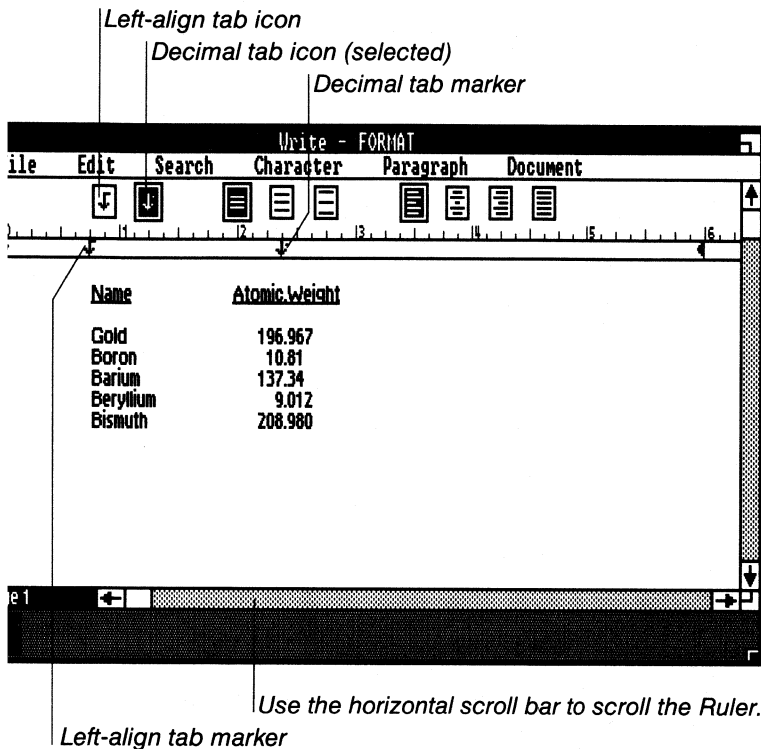 Left-align tab icon
Decimal tab icon (selected)
Decimal tab marker
Write - FORMAT
ile Edit Search Character Paragraph Document
1 2 3 4 5 6
Name Atomic.Weight
Gold 196.967
Boron 10.81
Barium 137.34
Beryllium 9.012
Bismuth 208.980
e 1
Use the horizontal scroll bar to scroll the Ruler.
Left-align tab marker